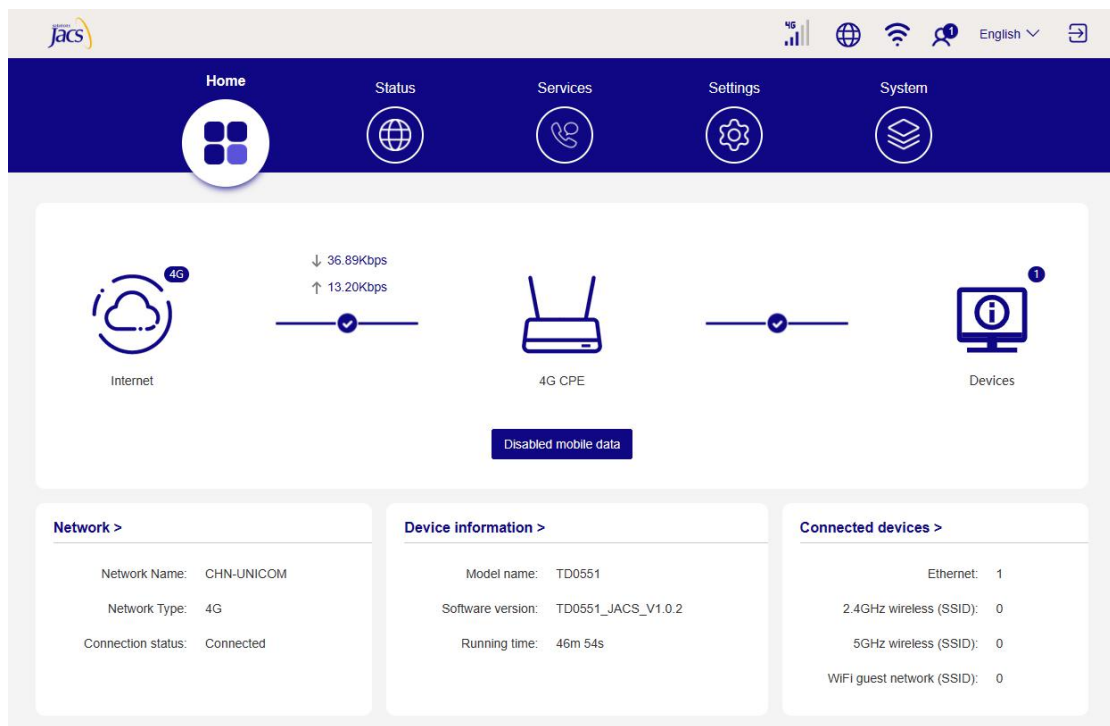 jacs
4G
1
English
Home
Status
Services
Settings
System
4G
↓ 36.89Kbps
↑ 13.20Kbps
1
Internet
4G CPE
Devices
Disabled mobile data
Network >
Network Name: CHN-UNICOM
Network Type: 4G
Connection status: Connected
Device information >
Model name: TD0551
Software version: TD0551_JACS_V1.0.2
Running time: 46m 54s
Connected devices >
Ethernet: 1
2.4GHz wireless (SSID): 0
5GHz wireless (SSID): 0
WiFi guest network (SSID): 0